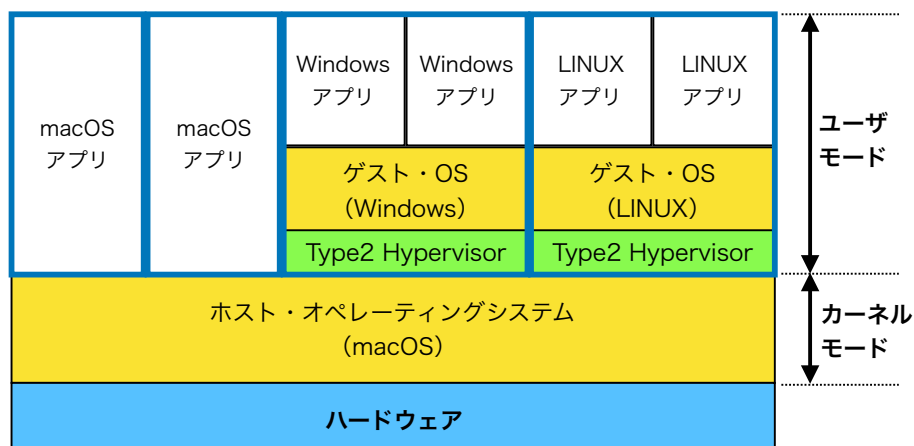 macOS
アプリ
macOS
アプリ
Windows
アプリ
Windows
アプリ
LINUX
アプリ
LINUX
アプリ
ゲスト・OS
（Windows）
ゲスト・OS
（LINUX）
Type2 Hypervisor
Type2 Hypervisor
ユーザ
モード
ホスト・オペレーティングシステム
（macOS）
カーネル
モード
ハードウェア